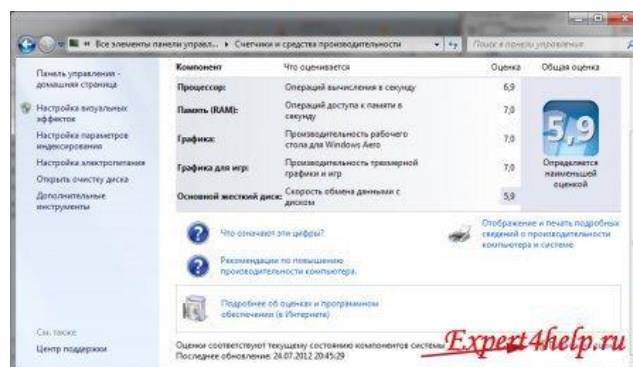 Все элементы панели управл... ▸ Счетчики и средства производительности
Поиск в панели управления
Панель управления -
домашняя страница
Настройка визуальных
эффектов
Настройка параметров
индексирования
Настройка электропитания
Открыть очистку диска
Дополнительные
инструменты
См. также
Центр поддержки
Компонент Что оценивается Оценка Общая оценка
Процессор: Операций вычисления в секунду 6,9
Память (RAM): Операций доступа к памяти в
секунду 7,0
Графика: Производительность рабочего
стола для Windows Aero 7,0
Графика для игр: Производительность трехмерной
графики и игр 7,0
Основной жесткий диск: Скорость обмена данными с
диском 5,9
5,9
Определяется
наименьшей
оценкой
Что означают эти цифры?
Отображение и печать подробных
сведений о производительности
компьютера и системе
Рекомендации по повышению
производительности компьютера.
Подробнее об оценках и программном
обеспечении (в Интернете)
Оценки соответствуют текущему состоянию компонентов системы
Последнее обновление: 24.07.2012 20:45:29
Expert4help.ru